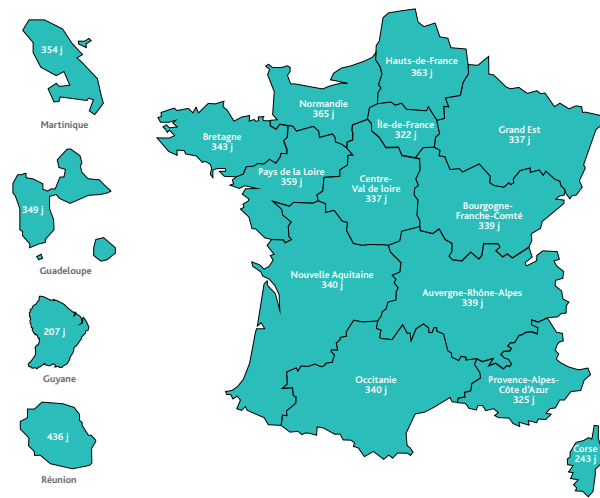 354 j
Martinique
349 j
Guadeloupe
207 j
Guyane
436 j
Réunion
Hauts-de-France
363 j
Normandie
365 j
Île-de-France
322 j
Grand Est
337 j
Bretagne
343 j
Pays de la Loire
359 j
Centre-
Val de loire
337 j
Bourgogne-
Franche-Comté
339 j
Nouvelle Aquitaine
340 j
Auvergne-Rhône-Alpes
339 j
Occitanie
340 j
Provence-Alpes-
Côte d'Azur
325 j
Corse
243 j